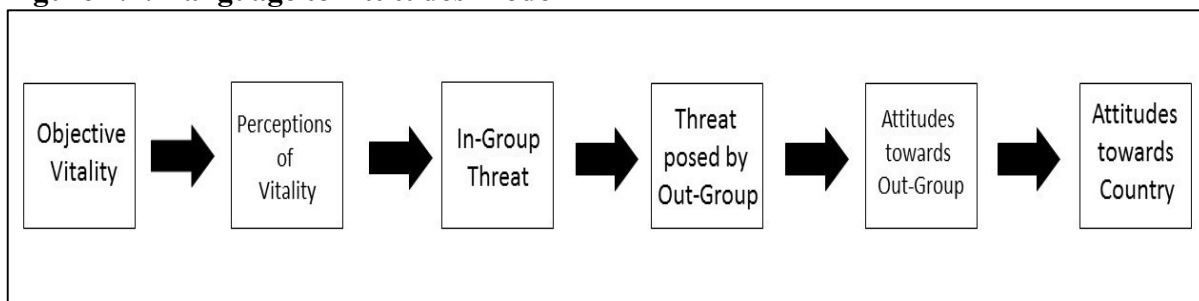 Objective
Vitality
Perceptions
of
Vitality
In-Group
Threat
Threat
posed by
Out-Group
Attitudes
towards
Out-Group
Attitudes
towards
Country